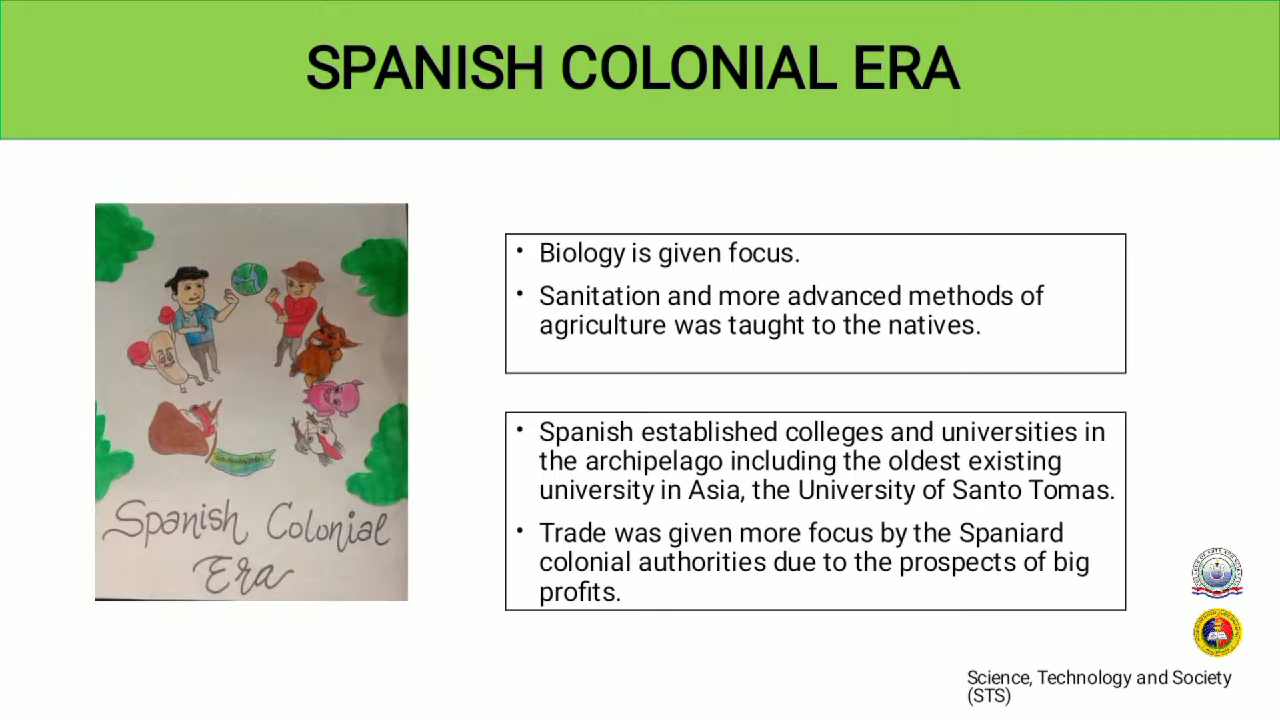 SPANISH COLONIAL ERA
Spanish Colonial
Era
• Biology is given focus.
• Sanitation and more advanced methods of
agriculture was taught to the natives.
• Spanish established colleges and universities in
the archipelago including the oldest existing
university in Asia, the University of Santo Tomas.
• Trade was given more focus by the Spaniard
colonial authorities due to the prospects of big
profits.
Science, Technology and Society
(STS)